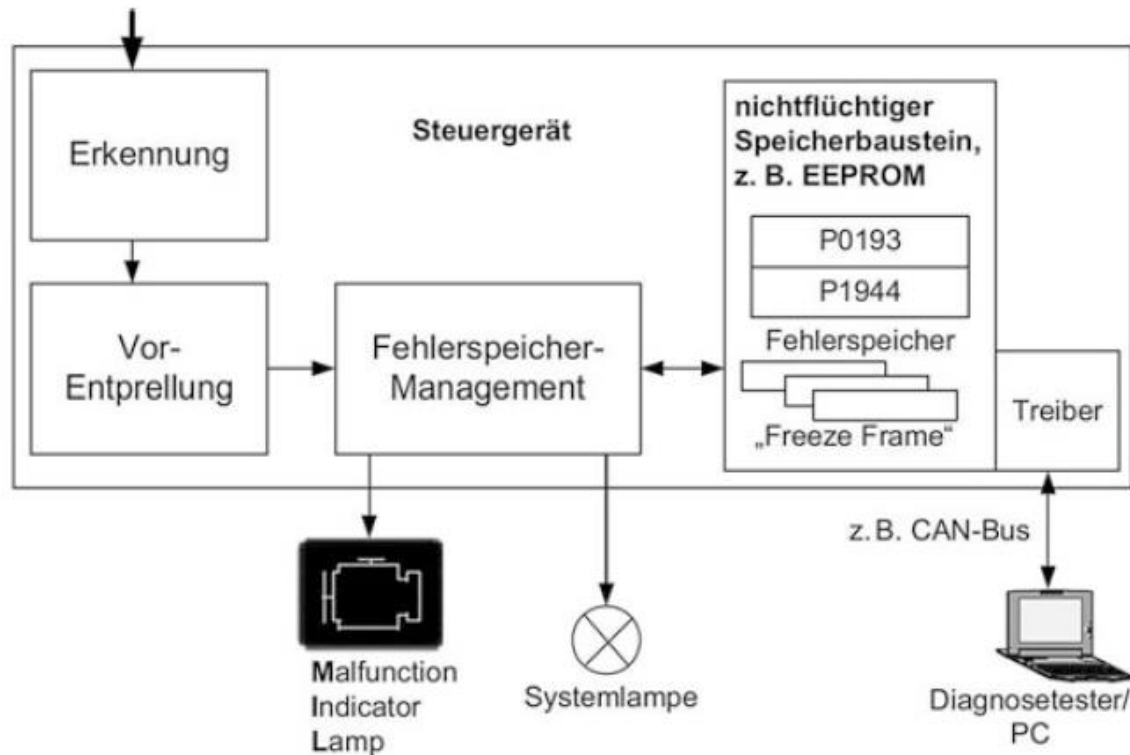 Erkennung
Steuergerät
nichtflüchtiger
Speicherbaustein,
z. B. EEPROM
P0193
P1944
Fehlerspeicher
„Freeze Frame“
Vor-
Entprellung
Fehlerspeicher-
Management
Treiber
z. B. CAN-Bus
Malfunction
Indicator
Lamp
Systemlampe
Diagnosetester/
PC